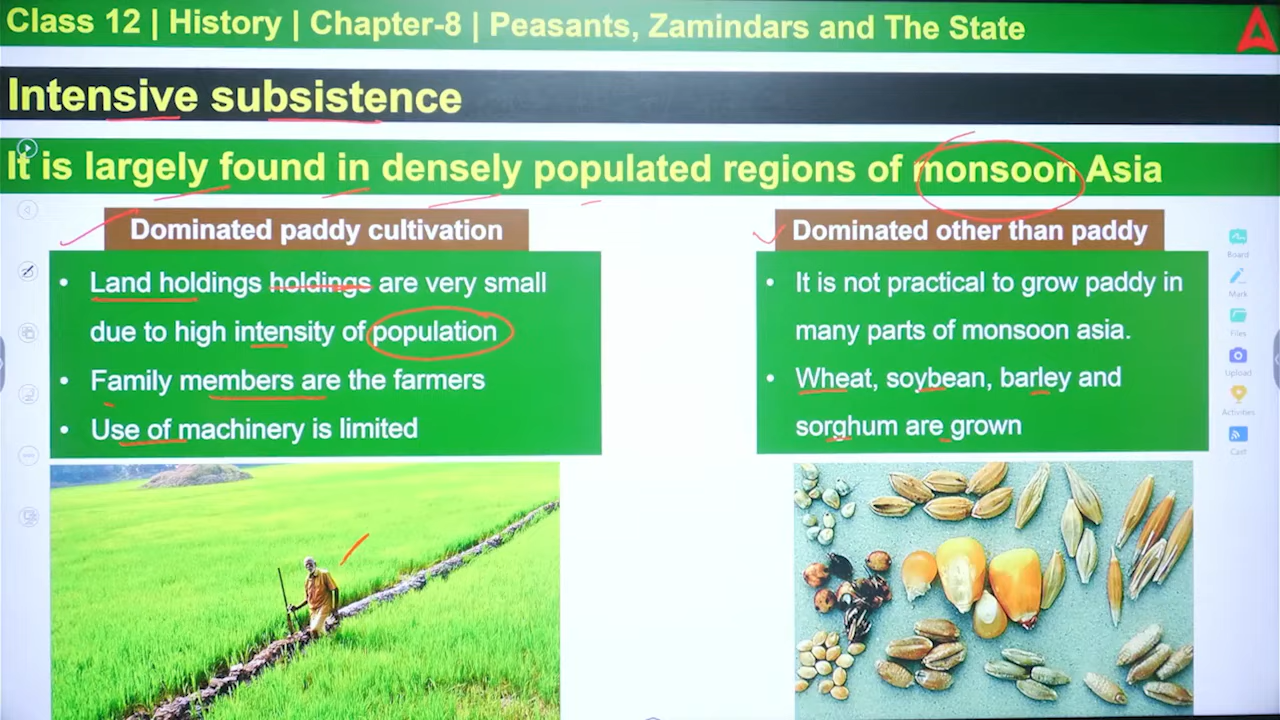 Class 12 | History | Chapter-8 | Peasants, Zamindars and The State
Intensive subsistence
It is largely found in densely populated regions of monsoon Asia
Dominated paddy cultivation
• Land holdings holdings are very small
due to high intensity of population
• Family members are the farmers
• Use of machinery is limited
Dominated other than paddy
• It is not practical to grow paddy in
many parts of monsoon asia.
• Wheat, soybean, barley and
sorghum are grown
Board
Mark
Files
Upload
Activities
Cast